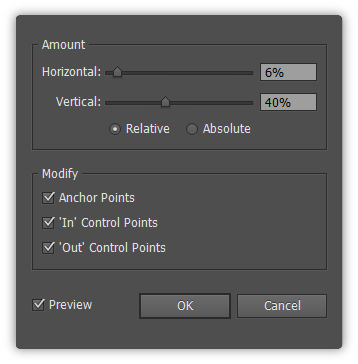 Amount
Horizontal: 6%
Vertical: 40%
Relative Absolute
Modify
Anchor Points
'In' Control Points
'Out' Control Points
Preview OK Cancel